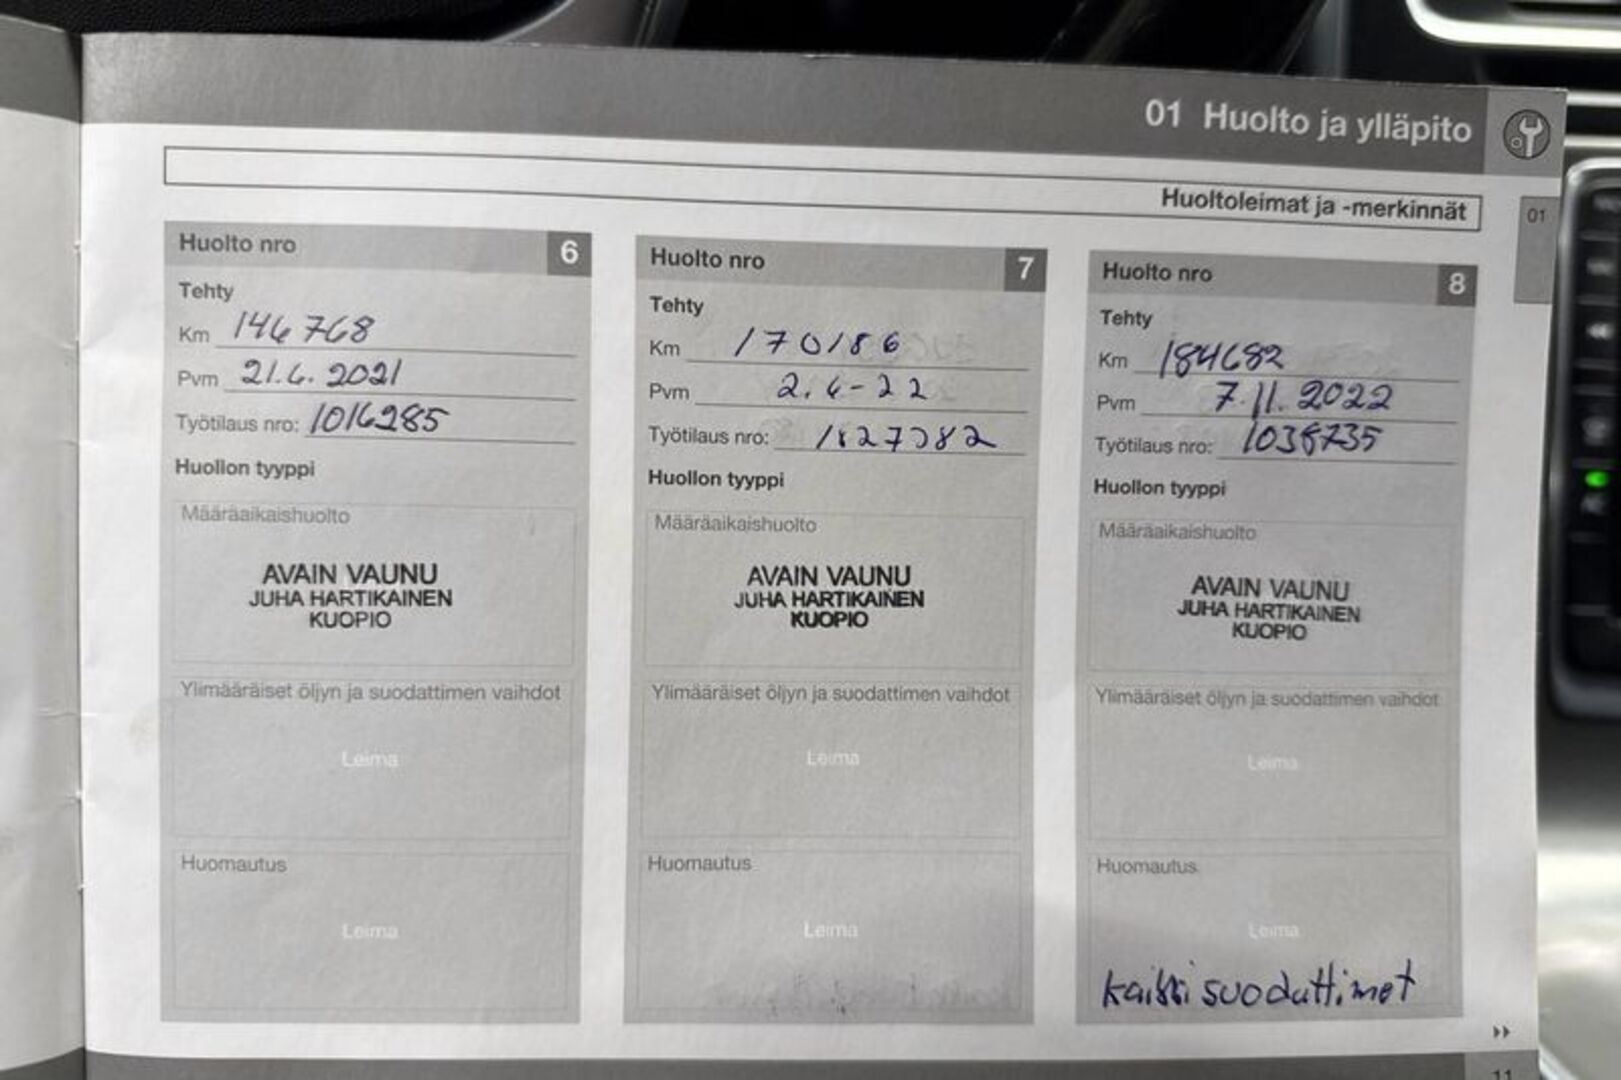 01 Huolto ja ylläpito
Huoltoleimat ja -merkinnät
01
Huolto nro 6
Tehty
Km 146768
Pvm 21.6.2021
Työtilaus nro: 1016285
Huollon tyyppi
Määräaikaishuolto
AVAIN VAUNU
JUHA HARTIKAINEN
KUOPIO
Ylimääräiset öljyn ja suodattimen vaihdot
Leima
Huomautus
Leima
Huolto nro 7
Tehty
Km 170186
Pvm 2.6-22
Työtilaus nro:
Huollon tyyppi
Määräaikaishuolto
AVAIN VAUNU
JUHA HARTIKAINEN
KUOPIO
Ylimääräiset öljyn ja suodattimen vaihdot
Leima
Huomautus
Leima
Huolto nro 8
Tehty
Km 184682
Pvm 7.11.2022
Työtilaus nro: 1038735
Huollon tyyppi
Määräaikaishuolto
AVAIN VAUNU
JUHA HARTIKAINEN
KUOPIO
Ylimääräiset öljyn ja suodattimen vaihdot
Leima
Huomautus
Leima
kaikki suodattimet
11